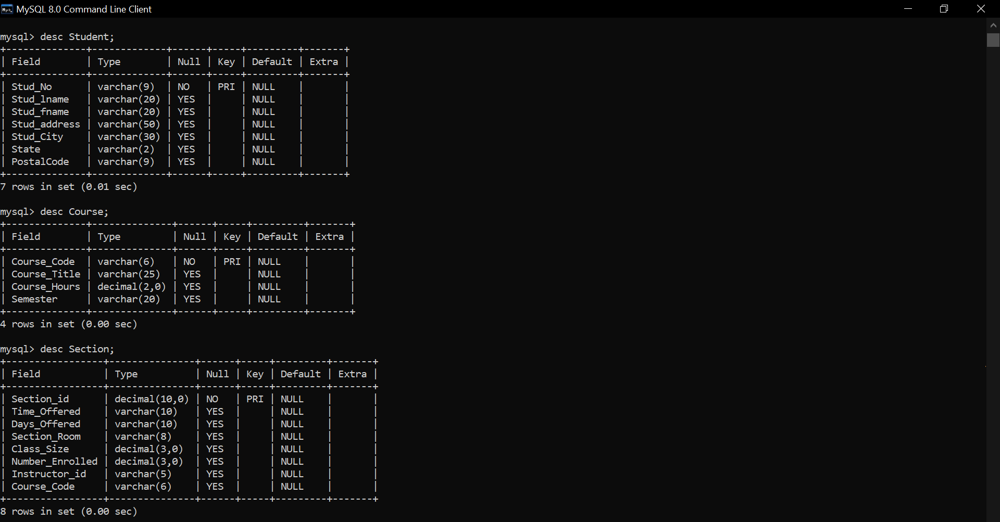 MySQL 8.0 Command Line Client
mysql> desc Student;
+--------------+-------------+------+-----+---------+-------+
| Field        | Type        | Null | Key | Default | Extra |
+--------------+-------------+------+-----+---------+-------+
| Stud_No      | varchar(9)  | NO   | PRI | NULL    |       |
| Stud_lname   | varchar(20) | YES  |     | NULL    |       |
| Stud_fname   | varchar(20) | YES  |     | NULL    |       |
| Stud_address | varchar(50) | YES  |     | NULL    |       |
| Stud_City    | varchar(30) | YES  |     | NULL    |       |
| State        | varchar(2)  | YES  |     | NULL    |       |
| PostalCode   | varchar(9)  | YES  |     | NULL    |       |
+--------------+-------------+------+-----+---------+-------+
7 rows in set (0.01 sec)
mysql> desc Course;
+--------------+--------------+------+-----+---------+-------+
| Field        | Type         | Null | Key | Default | Extra |
+--------------+--------------+------+-----+---------+-------+
| Course_Code  | varchar(6)   | NO   | PRI | NULL    |       |
| Course_Title | varchar(25)  | YES  |     | NULL    |       |
| Course_Hours | decimal(2,0) | YES  |     | NULL    |       |
| Semester     | varchar(20)  | YES  |     | NULL    |       |
+--------------+--------------+------+-----+---------+-------+
4 rows in set (0.00 sec)
mysql> desc Section;
+-----------------+---------------+------+-----+---------+-------+
| Field           | Type          | Null | Key | Default | Extra |
+-----------------+---------------+------+-----+---------+-------+
| Section_id      | decimal(10,0) | NO   | PRI | NULL    |       |
| Time_Offered    | varchar(10)   | YES  |     | NULL    |       |
| Days_Offered    | varchar(10)   | YES  |     | NULL    |       |
| Section_Room    | varchar(8)    | YES  |     | NULL    |       |
| Class_Size      | decimal(3,0)  | YES  |     | NULL    |       |
| Number_Enrolled | decimal(3,0)  | YES  |     | NULL    |       |
| Instructor_id   | varchar(5)    | YES  |     | NULL    |       |
| Course_Code     | varchar(6)    | YES  |     | NULL    |       |
+-----------------+---------------+------+-----+---------+-------+
8 rows in set (0.00 sec)